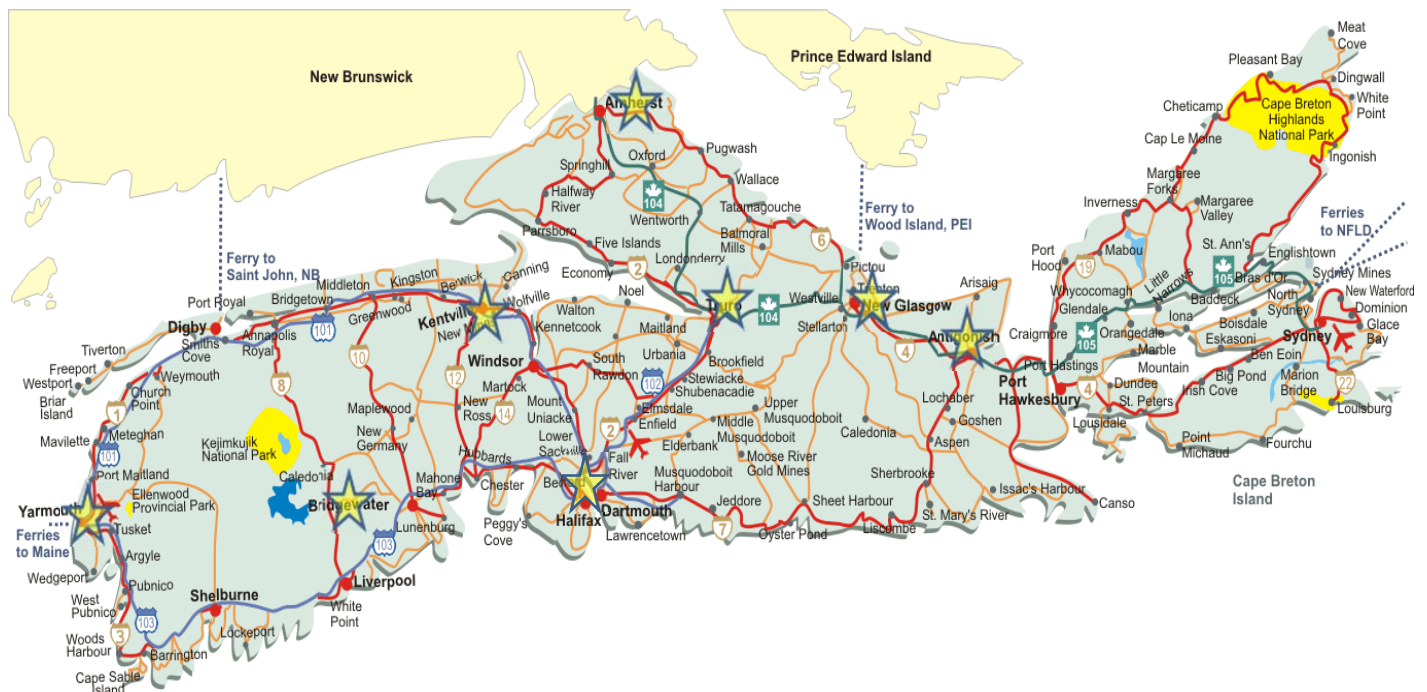 Meat
Cove
Pleasant Bay
New Brunswick
Prince Edward Island
Dingwall
White
Point
Cheticamp
Cape Breton
Highlands
National Park
Amherst
Cap Le Moine
Ingonish
Pugwash
Oxford
Springhill
Wallace
Margaree
Forks
104
Halfway
River
Tatamagouche
Wentworth
Inverness
Margaree
Valley
Ferry to
Wood Island, PEI
Ferries
to NFLD
Parrsboro
Balmoral
Mills
6
Five Islands
Port
Hood
Mabou
St. Ann's
Englishtown
Ferry to
Saint John, NB
Economy
2
Londonderry
Pictou
19
105
Bras d'Or
Sydney Mines
Kingston
Berwick
Canning
Middleton
Noel
Trenton
Arisaig
Whycocomagh
Little
Narrows
Baddeck
North
Sydney
New Waterford
Port Royal
Bridgetown
Greenwood
Wolfville
Walton
Truro
104
Westville
New Glasgow
Glendale
Iona
Boisdale
Dominion
Glace
Bay
Digby
101
Kentville
New Minas
Kennetcook
Maitland
Stellarton
Craigmore
Orangedale
Eskasoni
Sydney
Smiths
Cove
Annapolis
Royal
10
Urbania
Antigonish
4
105
Marble
Mountain
Ben Eoin
Tiverton
Windsor
South
Rawdon
Brookfield
Port Hastings
Big Pond
Marion
Bridge
Freeport
Weymouth
8
12
Martock
102
Stewiacke
Shubenacadie
Port
Hawkesbury
4
Dundee
Irish Cove
22
Westport
Briar
Island
Church
Point
1
Maplewood
New
Ross
14
Mount
Uniacke
Elmsdale
Enfield
Upper
Musquodoboit
Middle
Musquodoboit
Lochaber
Goshen
St. Peters
Louisburg
Mavilette
Meteghan
101
Kejimkujik
National Park
New
Germany
Lower
Sackville
2
Elderbank
Caledonia
Aspen
Lousidale
Point
Michaud
Fourchu
Port Maitland
Caledonia
Hubbards
Fall
River
Moose River
Gold Mines
Sherbrooke
Cape Breton
Island
Ellenwood
Provincial Park
Mahone
Bay
Chester
Bedford
Musquodoboit
Harbour
Issac's Harbour
Canso
Yarmouth
Bridgewater
Dartmouth
Jeddore
Sheet Harbour
St. Mary's River
Ferries
to Maine
Tusket
Lunenburg
Peggy's
Cove
Halifax
Lawrencetown
7
Oyster Pond
Liscombe
Argyle
103
Wedgeport
Pubnico
Liverpool
West
Pubnico
Shelburne
White
Point
103
Woods
Harbour
3
Lockeport
Barrington
Cape Sable
Island